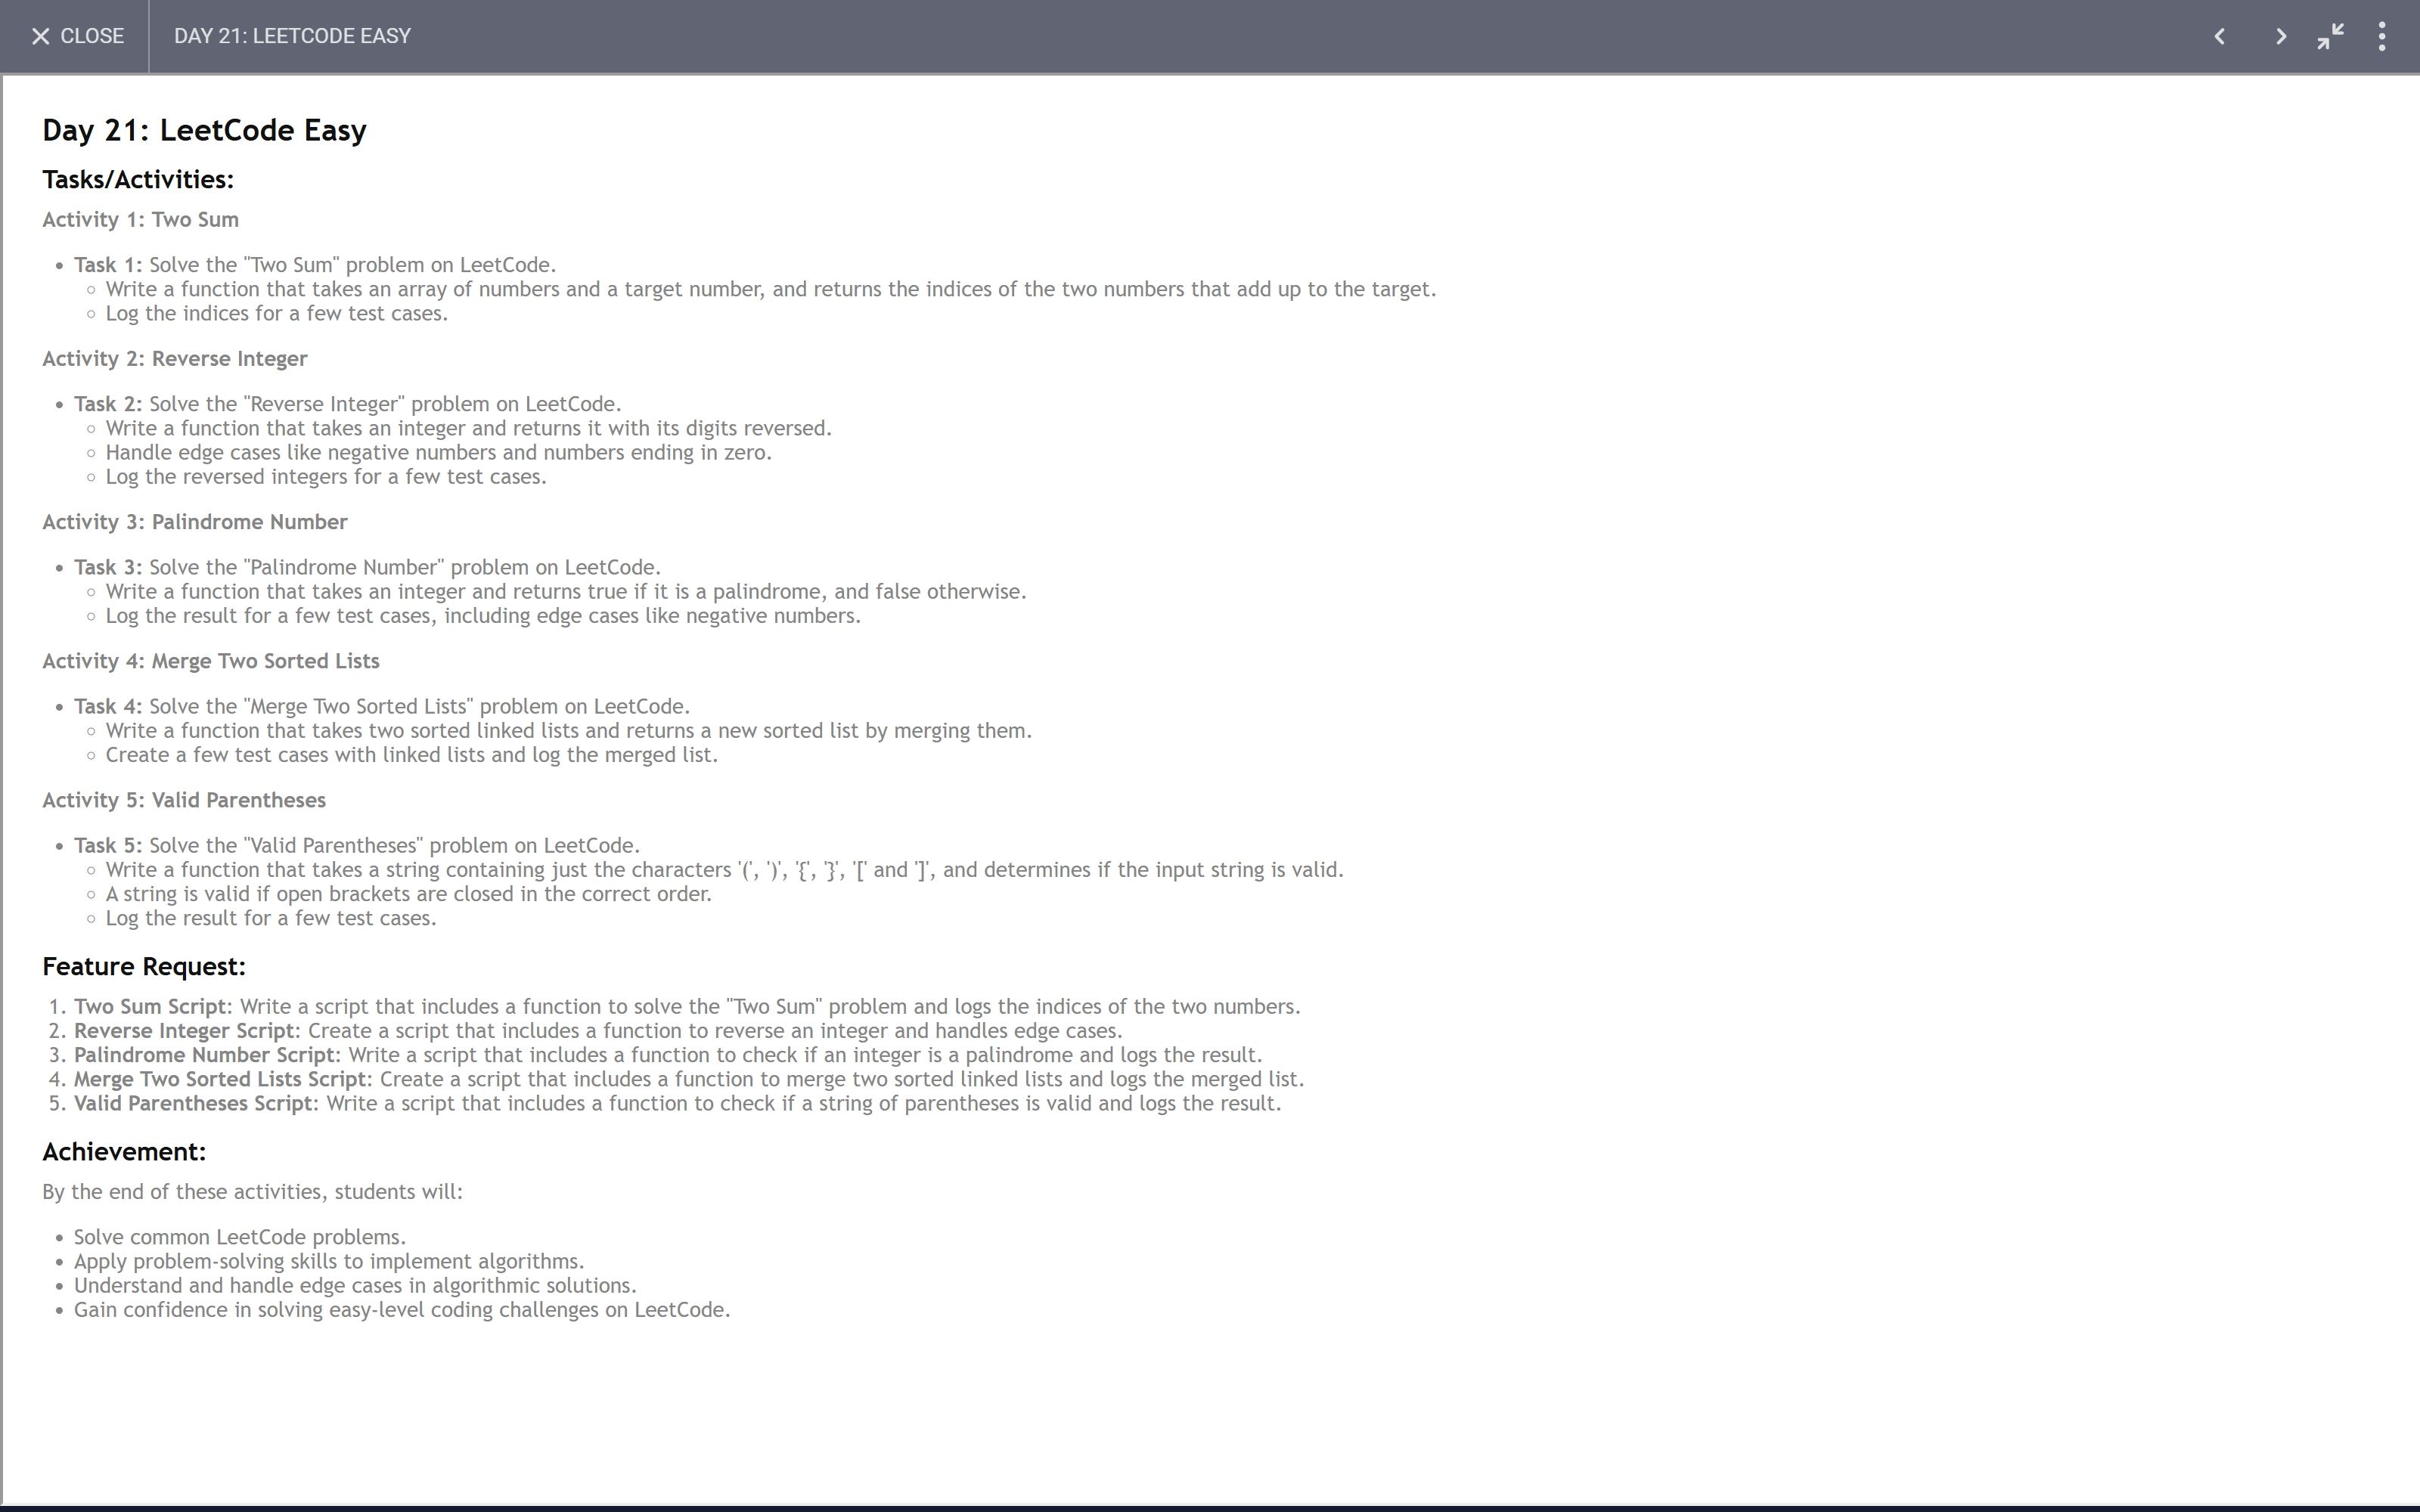 CLOSE DAY 21: LEETCODE EASY
Day 21: LeetCode Easy
Tasks/Activities:
Activity 1: Two Sum
• Task 1: Solve the "Two Sum" problem on LeetCode.
◦ Write a function that takes an array of numbers and a target number, and returns the indices of the two numbers that add up to the target.
◦ Log the indices for a few test cases.
Activity 2: Reverse Integer
• Task 2: Solve the "Reverse Integer" problem on LeetCode.
◦ Write a function that takes an integer and returns it with its digits reversed.
◦ Handle edge cases like negative numbers and numbers ending in zero.
◦ Log the reversed integers for a few test cases.
Activity 3: Palindrome Number
• Task 3: Solve the "Palindrome Number" problem on LeetCode.
◦ Write a function that takes an integer and returns true if it is a palindrome, and false otherwise.
◦ Log the result for a few test cases, including edge cases like negative numbers.
Activity 4: Merge Two Sorted Lists
• Task 4: Solve the "Merge Two Sorted Lists" problem on LeetCode.
◦ Write a function that takes two sorted linked lists and returns a new sorted list by merging them.
◦ Create a few test cases with linked lists and log the merged list.
Activity 5: Valid Parentheses
• Task 5: Solve the "Valid Parentheses" problem on LeetCode.
◦ Write a function that takes a string containing just the characters '(', ')', '{', '}', '[' and ']', and determines if the input string is valid.
◦ A string is valid if open brackets are closed in the correct order.
◦ Log the result for a few test cases.
Feature Request:
1. Two Sum Script: Write a script that includes a function to solve the "Two Sum" problem and logs the indices of the two numbers.
2. Reverse Integer Script: Create a script that includes a function to reverse an integer and handles edge cases.
3. Palindrome Number Script: Write a script that includes a function to check if an integer is a palindrome and logs the result.
4. Merge Two Sorted Lists Script: Create a script that includes a function to merge two sorted linked lists and logs the merged list.
5. Valid Parentheses Script: Write a script that includes a function to check if a string of parentheses is valid and logs the result.
Achievement:
By the end of these activities, students will:
• Solve common LeetCode problems.
• Apply problem-solving skills to implement algorithms.
• Understand and handle edge cases in algorithmic solutions.
• Gain confidence in solving easy-level coding challenges on LeetCode.